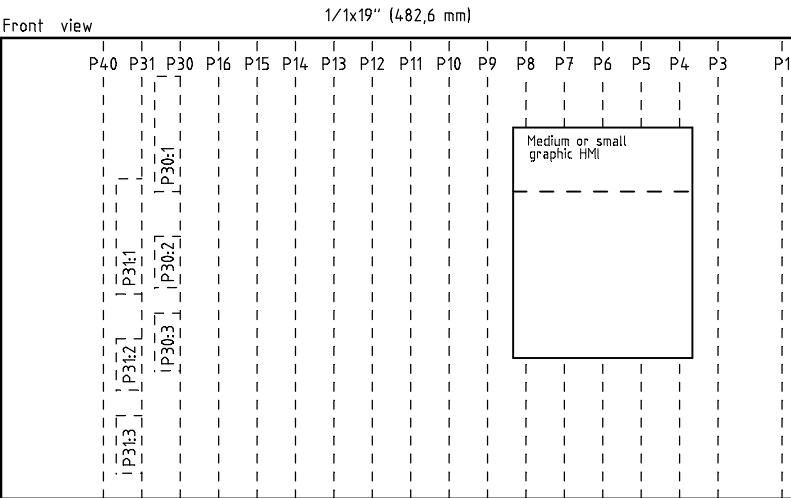 1/1x19" (482,6 mm)
Front view
P40 P31 P30 P16 P15 P14 P13 P12 P11 P10 P9 P8 P7 P6 P5 P4 P3 P1
Medium or small
graphic HMI
P30:1
P31:1
P30:2
P31:2
P30:3
P31:3